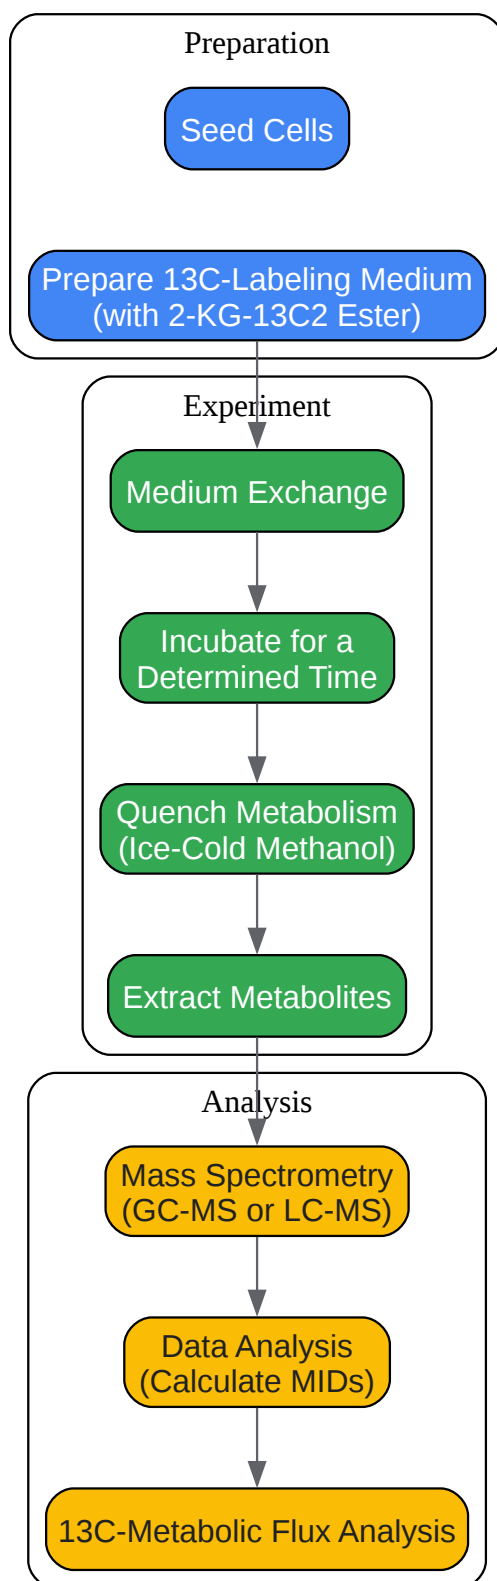 Preparation
Seed Cells
Prepare 13C-Labeling Medium
(with 2-KG-13C2 Ester)
Experiment
Medium Exchange
Incubate for a
Determined Time
Quench Metabolism
(Ice-Cold Methanol)
Extract Metabolites
Analysis
Mass Spectrometry
(GC-MS or LC-MS)
Data Analysis
(Calculate MIDs)
13C-Metabolic Flux Analysis